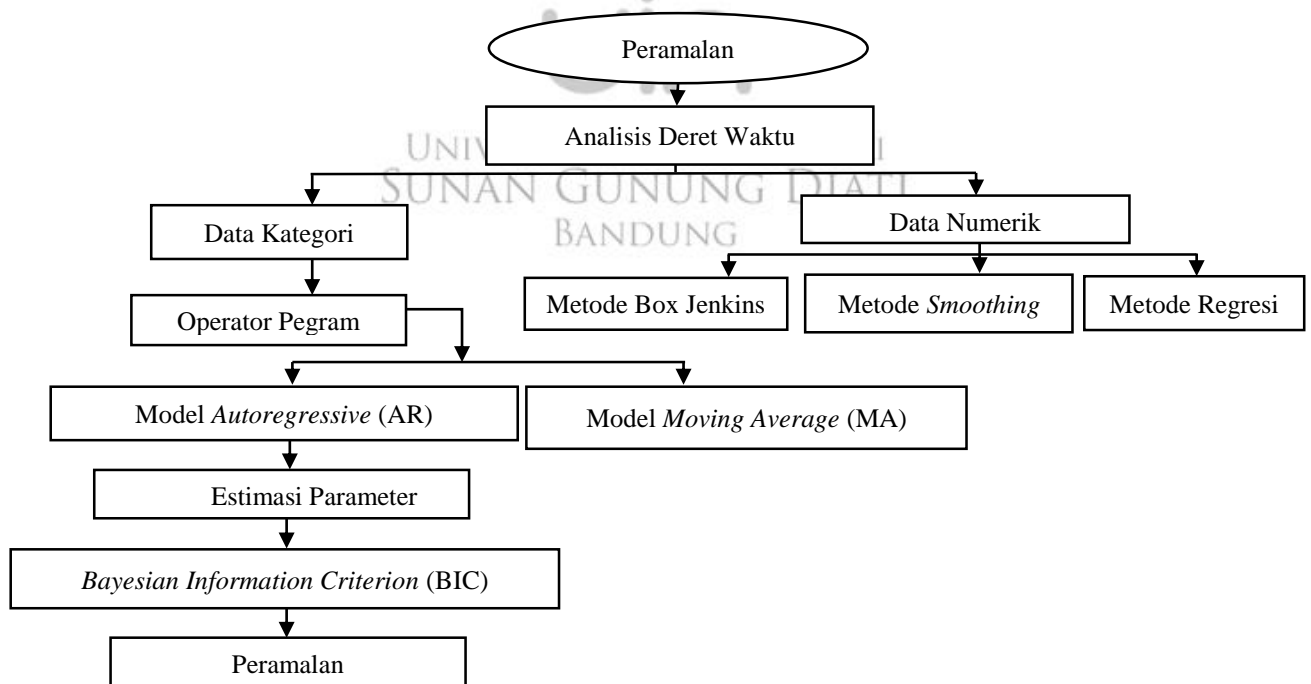 Peramalan
Analisis Deret Waktu
UNIV I
SUNAN GUNUNG DJATI
BANDUNG
Data Kategori
Data Numerik
Operator Pegram
Metode Box Jenkins
Metode Smoothing
Metode Regresi
Model Autoregressive (AR)
Model Moving Average (MA)
Estimasi Parameter
Bayesian Information Criterion (BIC)
Peramalan